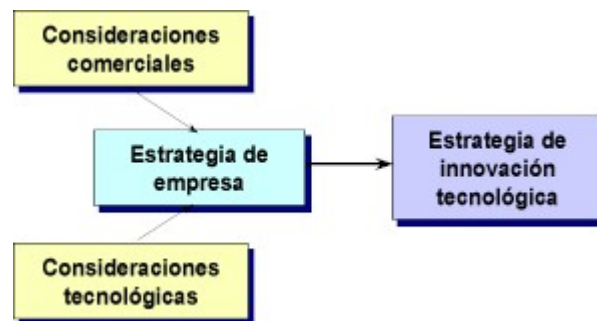 Consideraciones
comerciales
Estrategia de
empresa
Estrategia de
innovación
tecnológica
Consideraciones
tecnológicas